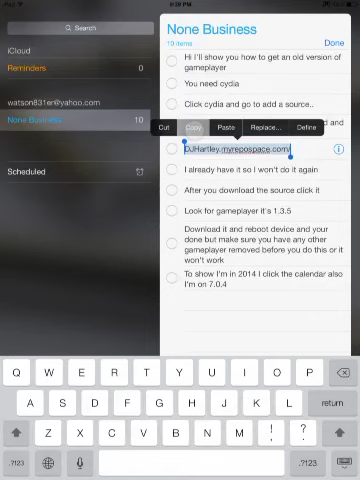 9:39 PM
Search
iCloud
Reminders 0
watson831er@yahoo.com
None Business 10
Scheduled
None Business
10 items Done
Hi I'll show you how to get an old version of
gameplayer
You need cydia
Click cydia and go to add a source..
d and
Cut Copy Paste Replace... Define
DJHartley.myrepospace.com/
I already have it so I won't do it again
After you download the source click it
Look for gameplayer it's 1.3.5
Download it and reboot device and your
done but make sure you have any other
gameplayer removed before you do this or it
won't work
To show I'm in 2014 I click the calendar also
I'm on 7.0.4
Q W E R T Y U I O P
A S D F G H J K L return
Z X C V B N M ! , ? .
.?123 .?123